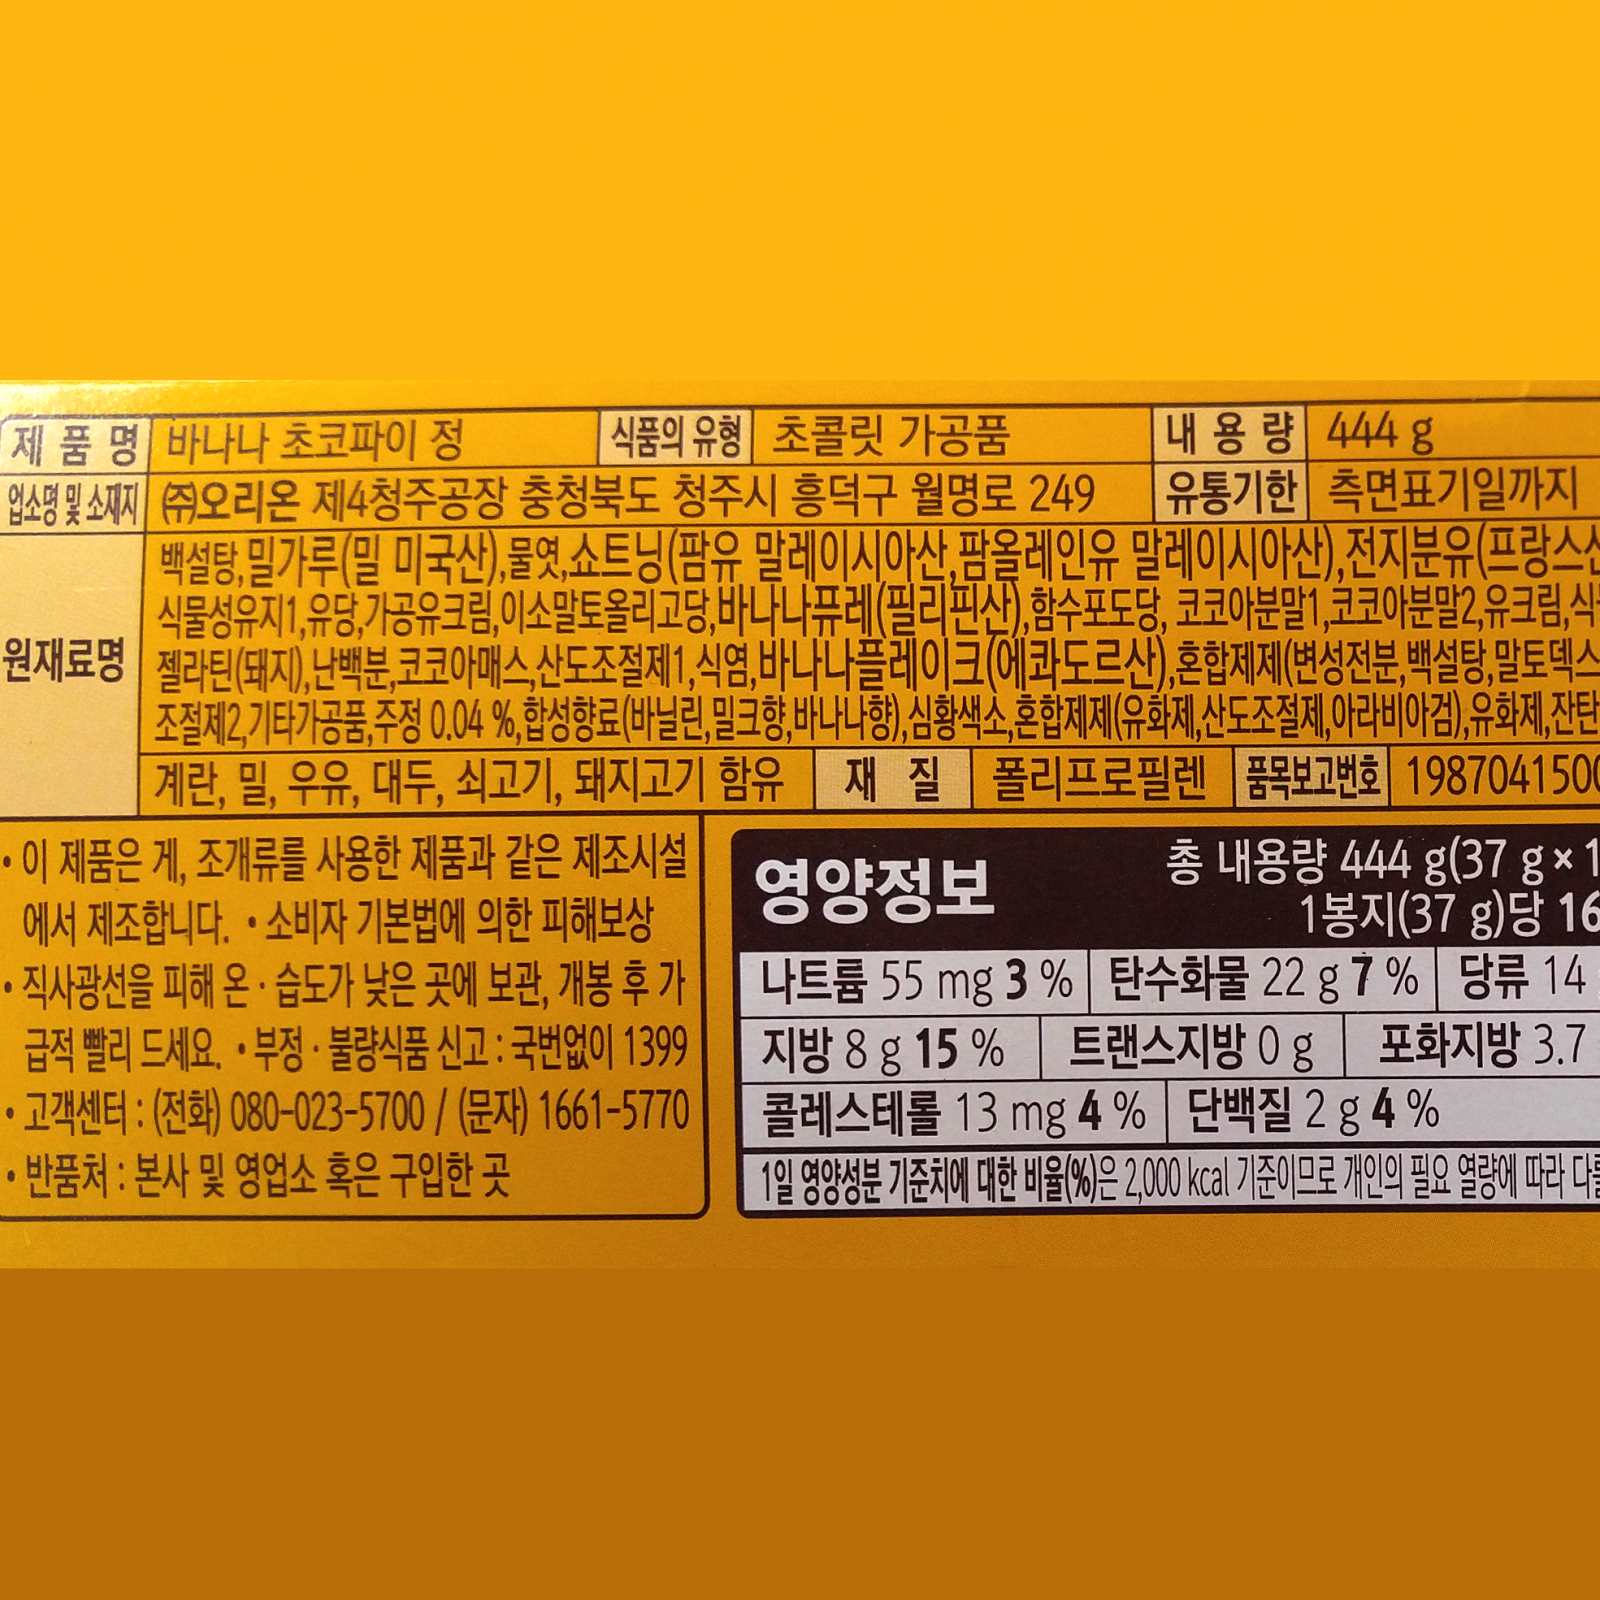 제 품 명 바나나 초코파이 정 식품의 유형 초콜릿 가공품 내 용 량 444 g
업소명 및 소재지 ㈜오리온 제4청주공장 충청북도 청주시 흥덕구 월명로 249 유통기한 측면표기일까지
원재료명
백설탕,밀가루(밀 미국산),물엿,쇼트닝(팜유 말레이시아산,팜올레인유 말레이시아산),전지분유(프랑스산
식물성유지1,유당,가공유크림,이소말토올리고당,바나나퓨레(필리핀산),함수포도당, 코코아분말1,코코아분말2,유크림,
젤라틴(돼지),난백분,코코아매스,산도조절제1,식염,바나나플레이크(에콰도르산),혼합제제(변성전분,백설탕,말토덱스
조절제2,기타가공품,주정 0.04 %,합성향료(바닐린,밀크향,바나나향),심황색소,혼합제제(유화제,산도조절제,아라비아검),유화제,잔탄
계란, 밀, 우유, 대두, 쇠고기, 돼지고기 함유 재 질 폴리프로필렌 품목보고번호 198704150
• 이 제품은 게, 조개류를 사용한 제품과 같은 제조시설
에서 제조합니다. • 소비자 기본법에 의한 피해보상
• 직사광선을 피해 온·습도가 낮은 곳에 보관, 개봉 후 가
급적 빨리 드세요. • 부정·불량식품 신고 : 국번없이 1399
• 고객센터 : (전화) 080-023-5700 / (문자) 1661-5770
• 반품처 : 본사 및 영업소 혹은 구입한 곳
영양정보
총 내용량 444 g(37 g × 1
1봉지(37 g)당 16
나트륨 55 mg 3 % 탄수화물 22 g 7 % 당류 14
지방 8 g 15 % 트랜스지방 0 g 포화지방 3.7
콜레스테롤 13 mg 4 % 단백질 2 g 4 %
1일 영양성분 기준치에 대한 비율(%)은 2,000 kcal 기준이므로 개인의 필요 열량에 따라